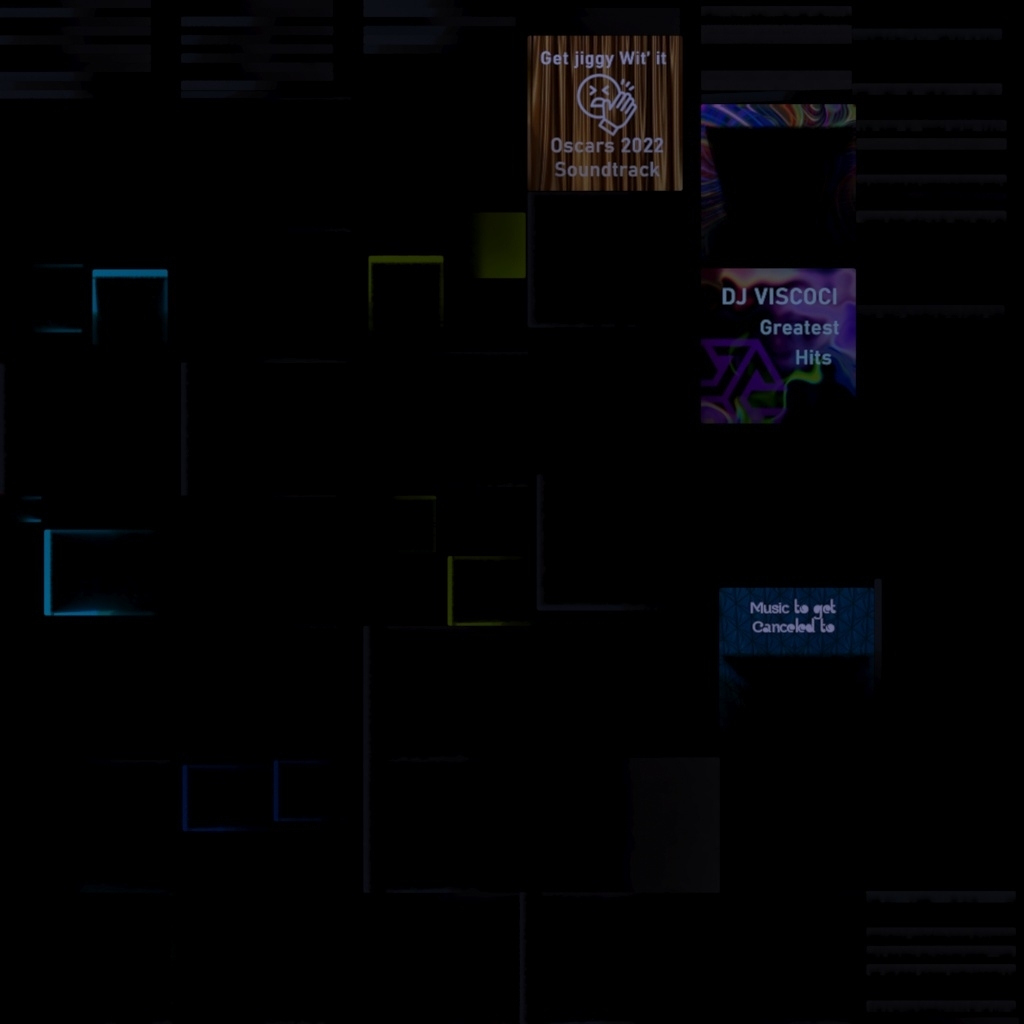 Get jiggy Wit' it
Oscars 2022
Soundtrack
DJ VISCOCI
Greatest
Hits
Music to get
Canceled to